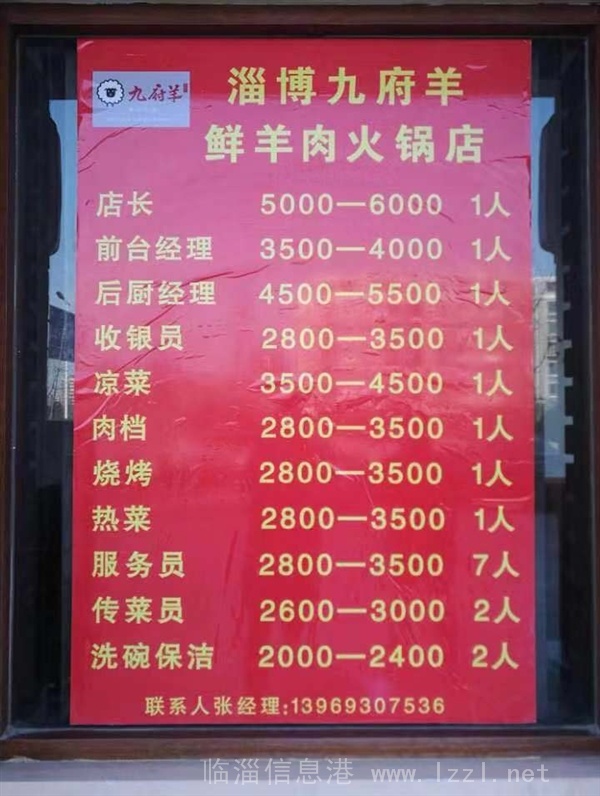 九府羊
淄博九府羊
鲜羊肉火锅店
店长 5000—6000 1人
前台经理 3500—4000 1人
后厨经理 4500—5500 1人
收银员 2800—3500 1人
凉菜 3500—4500 1人
肉档 2800—3500 1人
烧烤 2800—3500 1人
热菜 2800—3500 1人
服务员 2800—3500 7人
传菜员 2600—3000 2人
洗碗保洁 2000—2400 2人
联系人张经理:13969307536
临淄信息港 www.lzzl.net